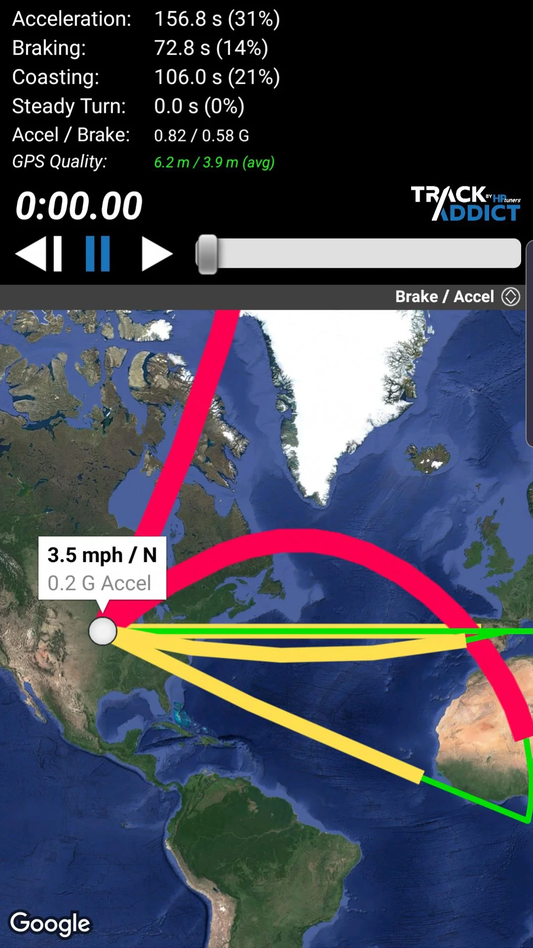 Acceleration: 156.8 s (31%)
Braking: 72.8 s (14%)
Coasting: 106.0 s (21%)
Steady Turn: 0.0 s (0%)
Accel / Brake: 0.82 / 0.58 G
GPS Quality: 6.2 m / 3.9 m (avg)
0:00.00
TRACK BY HPtuners
ADDICT
Brake / Accel
3.5 mph / N
0.2 G Accel
Google